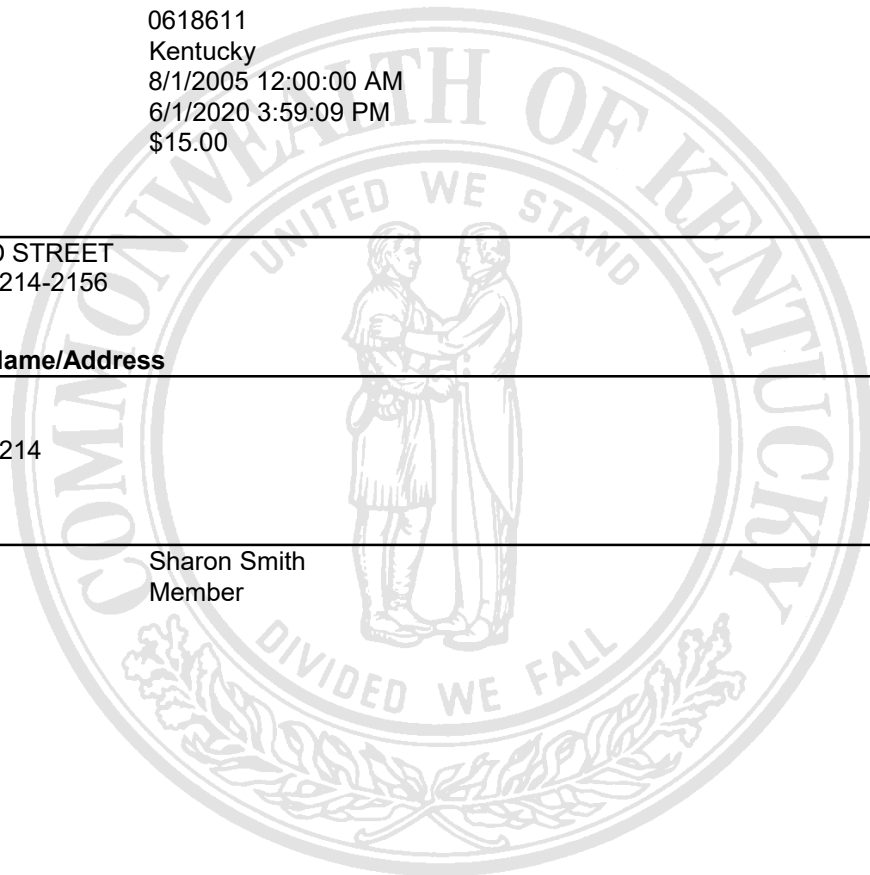 0618611
Kentucky
8/1/2005 12:00:00 AM
6/1/2020 3:59:09 PM
$15.00
STREET
214-2156
Name/Address
214
Sharon Smith
Member
COMMONWEALTH OF KENTUCKY
UNITED WE STAND
DIVIDED WE FALL